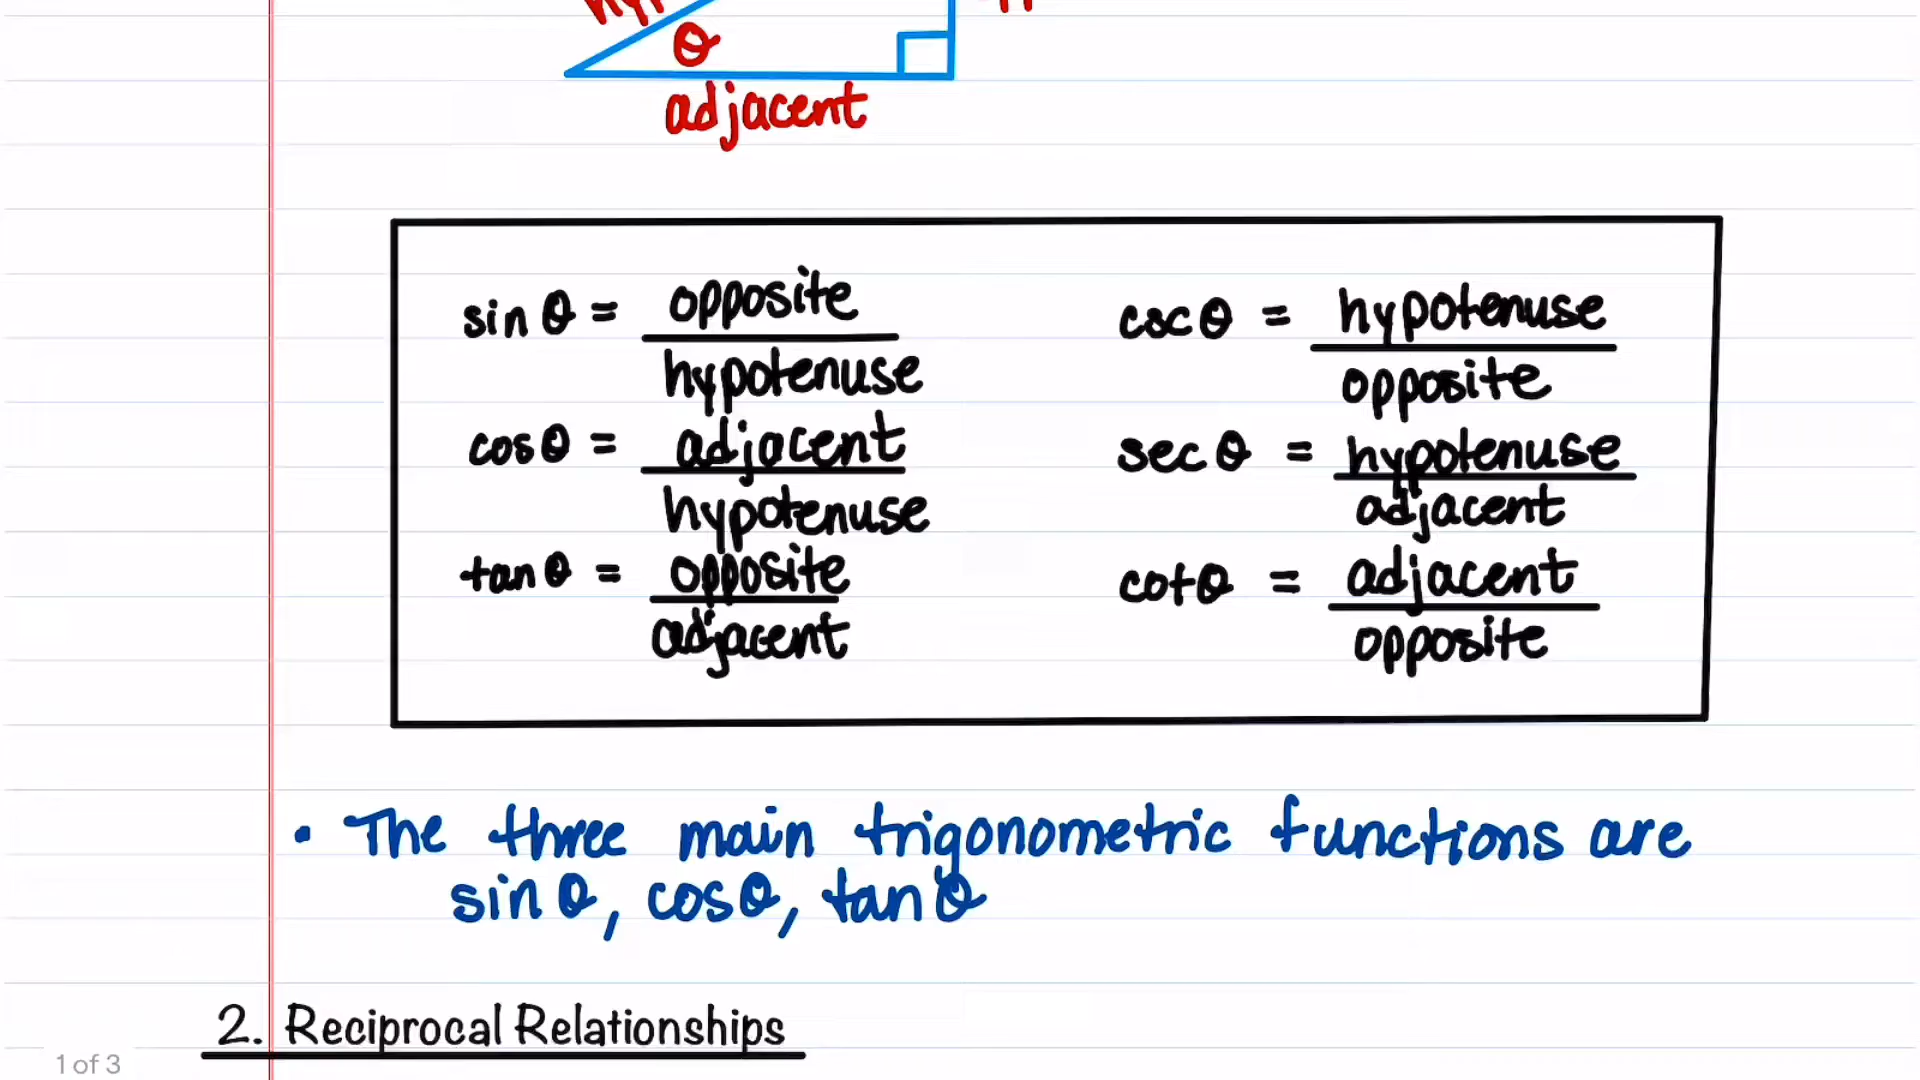 θ
adjacent
sin θ = opposite / hypotenuse
csc θ = hypotenuse / opposite
cos θ = adjacent / hypotenuse
sec θ = hypotenuse / adjacent
tan θ = opposite / adjacent
cot θ = adjacent / opposite
• The three main trigonometric functions are
sin θ, cos θ, tan θ
2. Reciprocal Relationships
1 of 3